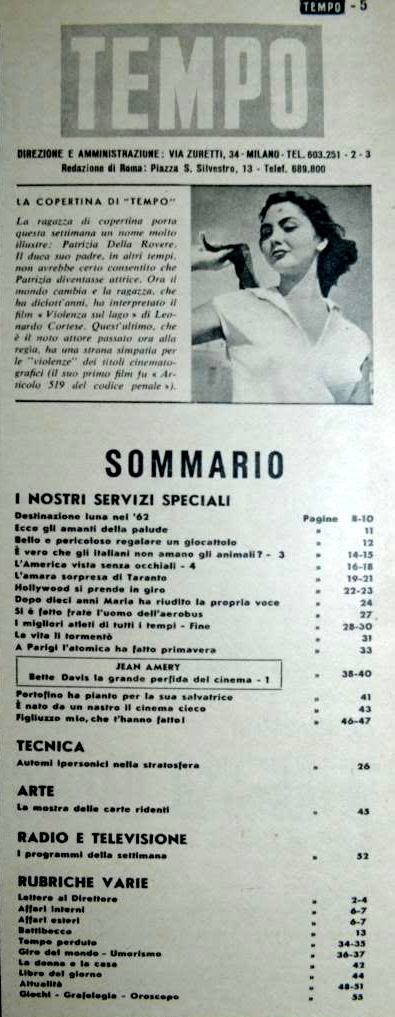 TEMPO - 5
TEMPO
DIREZIONE E AMMINISTRAZIONE: VIA ZURETTI, 34 - MILANO - TEL. 603.251 - 2 - 3
Redazione di Roma: Piazza S. Silvestro, 13 - Telef. 689.800
LA COPERTINA DI "TEMPO"
La ragazza di copertina porta
questa settimana un nome molto
illustre: Patrizia Della Rovere.
Il duca suo padre, in altri tempi,
non avrebbe certo consentito che
Patrizia diventasse attrice. Ora il
mondo cambia e la ragazza, che
ha diciott'anni, ha interpretato il
film « Violenza sul lago » di Leo-
nardo Cortese. Quest'ultimo, che
è il noto attore passato ora alla
regia, ha una strana simpatia per
le "violenze" dei titoli cinemato-
grafici (il suo primo film fu « Ar-
ticolo 519 del codice penale »).
SOMMARIO
I NOSTRI SERVIZI SPECIALI
Destinazione luna nel '62 Pagine 8-10
Ecco gli amanti della palude » 11
Bello e pericoloso regalare un giocattolo » 12
È vero che gli italiani non amano gli animali? - 3 » 14-15
L'America vista senza occhiali - 4 » 16-18
L'amara sorpresa di Taranto » 19-21
Hollywood si prende in giro » 22-23
Dopo dieci anni Maria ha riudito la propria voce » 24
Si è fatto frate l'uomo dell'aerobus » 27
I migliori atleti di tutti i tempi - Fine » 28-30
La vita li tormentò » 31
A Parigi l'atomica ha fatto primavera » 33
JEAN AMERY
Bette Davis la grande perfida del cinema - 1 » 38-40
Portofino ha pianto per la sua salvatrice » 41
È nato da un nastro il cinema cieco » 43
Figliuzzo mio, che t'hanno fatto! » 46-47
TECNICA
Automi ipersonici nella stratosfera » 26
ARTE
La mostra delle carte ridenti » 45
RADIO E TELEVISIONE
I programmi della settimana » 52
RUBRICHE VARIE
Lettere al Direttore » 2-4
Affari interni » 6-7
Affari esteri » 6-7
Battibecco » 13
Tempo perduto » 34-35
Giro del mondo - Umorismo » 36-37
La donna e la casa » 42
Libro del giorno » 44
Attualità » 48-51
Giochi - Grafologia - Oroscopo » 55